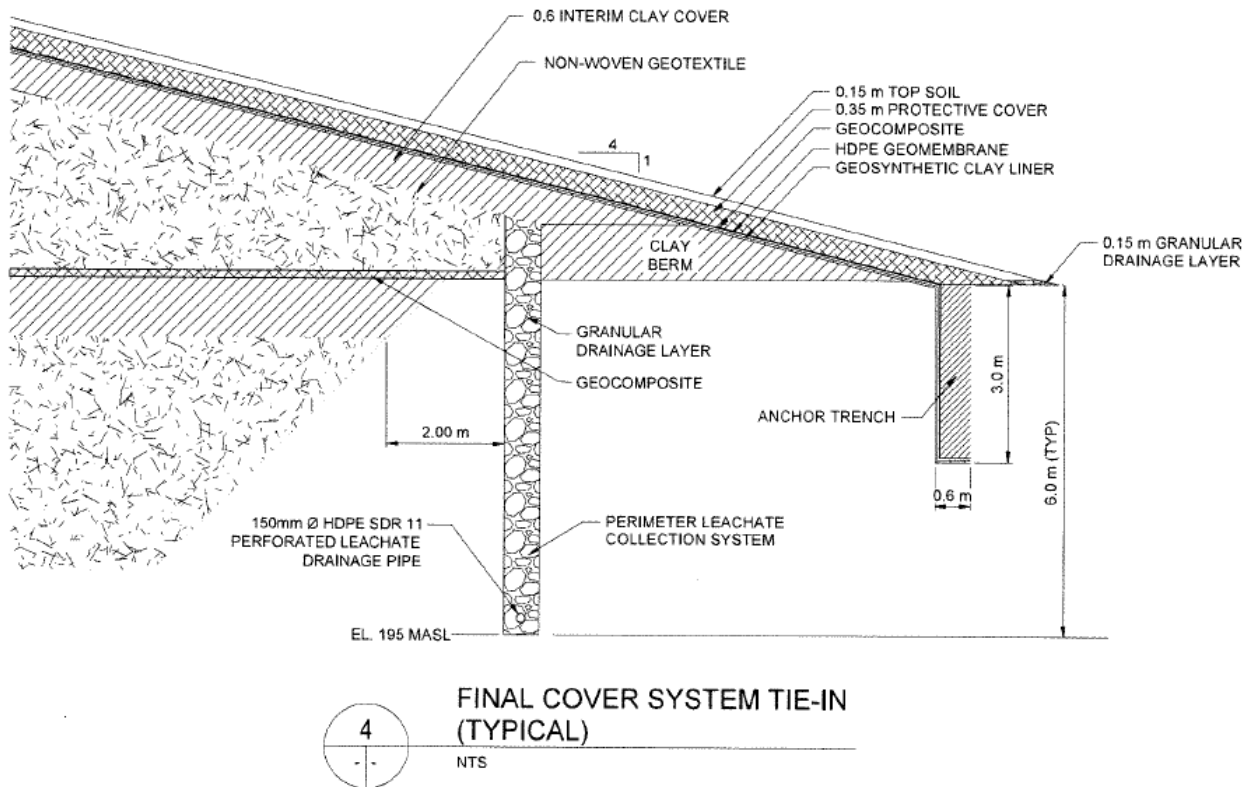 0.6 INTERIM CLAY COVER
NON-WOVEN GEOTEXTILE
0.15 m TOP SOIL
0.35 m PROTECTIVE COVER
GEOCOMPOSITE
HDPE GEOMEMBRANE
GEOSYNTHETIC CLAY LINER
4
1
0.15 m GRANULAR
DRAINAGE LAYER
CLAY
BERM
GRANULAR
DRAINAGE LAYER
GEOCOMPOSITE
ANCHOR TRENCH
3.0 m
2.00 m
6.0 m (TYP)
0.6 m
150mm Ø HDPE SDR 11
PERFORATED LEACHATE
DRAINAGE PIPE
PERIMETER LEACHATE
COLLECTION SYSTEM
EL. 195 MASL
4
--
FINAL COVER SYSTEM TIE-IN
(TYPICAL)
NTS